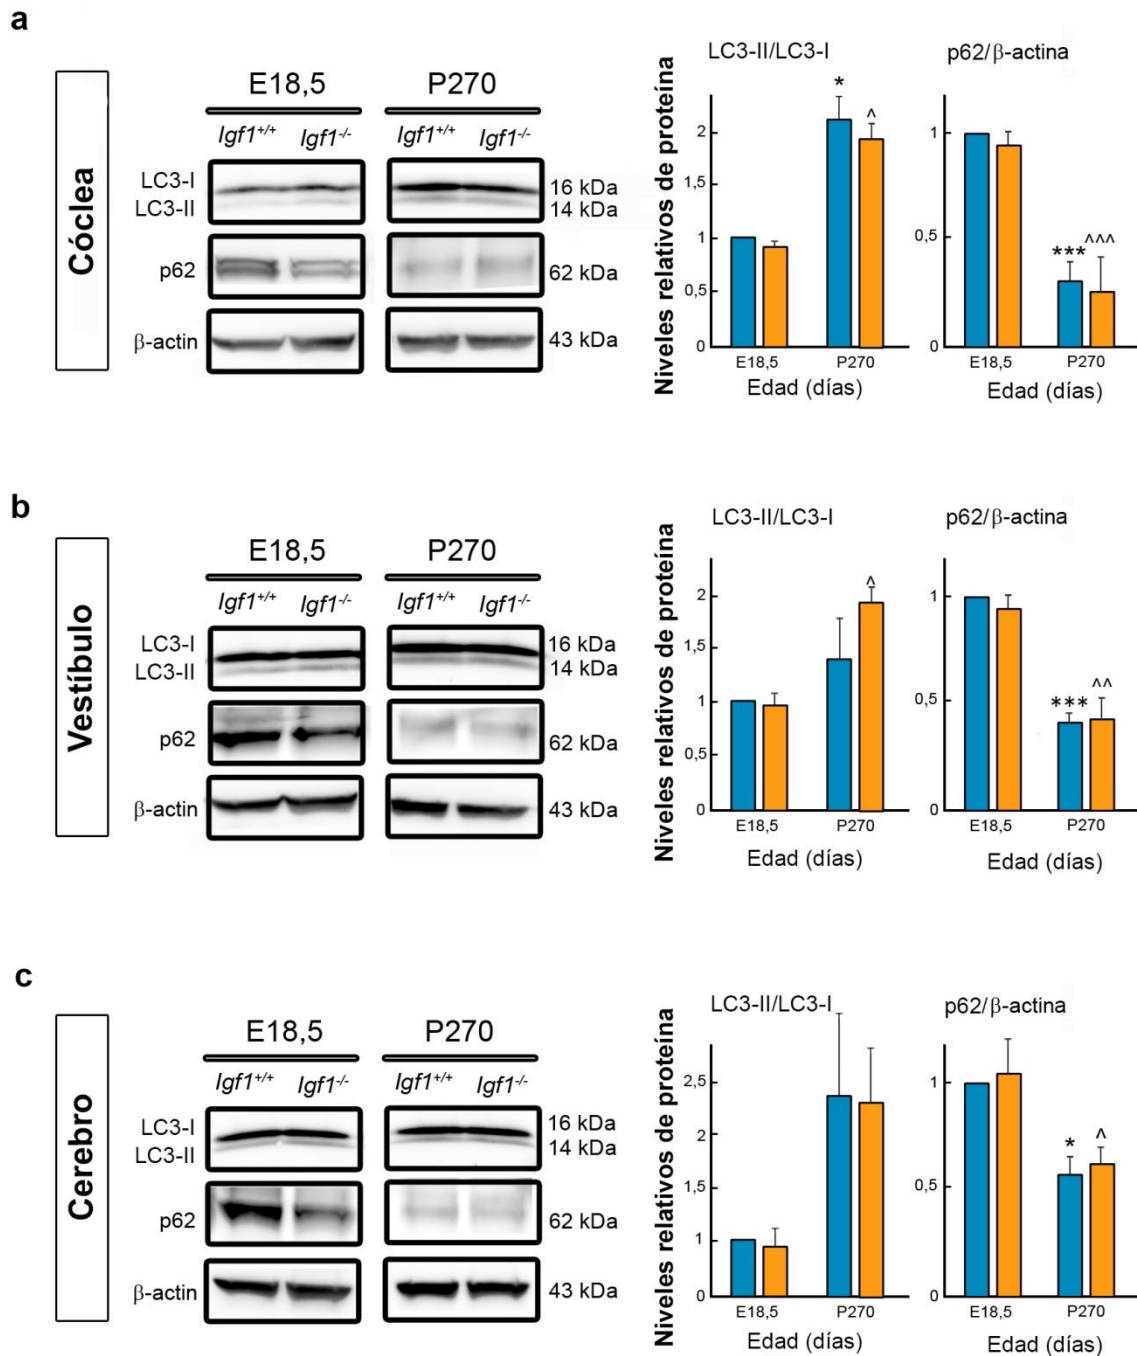 a
Cóclea
E18,5 P270
Igf1+/+ Igf1-/- Igf1+/+ Igf1-/-
LC3-I 16 kDa
LC3-II 14 kDa
p62 62 kDa
β-actin 43 kDa
Niveles relativos de proteína
LC3-II/LC3-I
*
^
2
1,5
1
0,5
0
E18,5 P270
Edad (días)
p62/β-actina
1
0,5
*** ^^^
0
E18,5 P270
Edad (días)
b
Vestíbulo
E18,5 P270
Igf1+/+ Igf1-/- Igf1+/+ Igf1-/-
LC3-I 16 kDa
LC3-II 14 kDa
p62 62 kDa
β-actin 43 kDa
Niveles relativos de proteína
LC3-II/LC3-I
^
2
1,5
1
0,5
0
E18,5 P270
Edad (días)
p62/β-actina
1
0,5
*** ^^
0
E18,5 P270
Edad (días)
c
Cerebro
E18,5 P270
Igf1+/+ Igf1-/- Igf1+/+ Igf1-/-
LC3-I 16 kDa
LC3-II 14 kDa
p62 62 kDa
β-actin 43 kDa
Niveles relativos de proteína
LC3-II/LC3-I
2,5
2
1
0
E18,5 P270
Edad (días)
p62/β-actina
1
* ^
0,5
0
E18,5 P270
Edad (días)